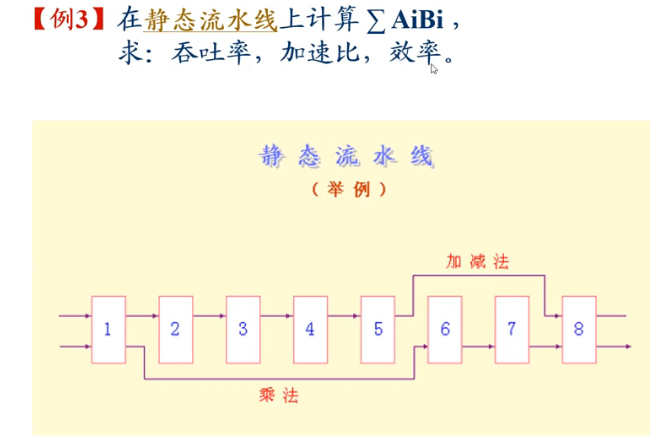 【例3】在静态流水线上计算∑AiBi，
求：吞吐率，加速比，效率。
静态流水线
（举例）
加减法
1 2 3 4 5 6 7 8
乘法